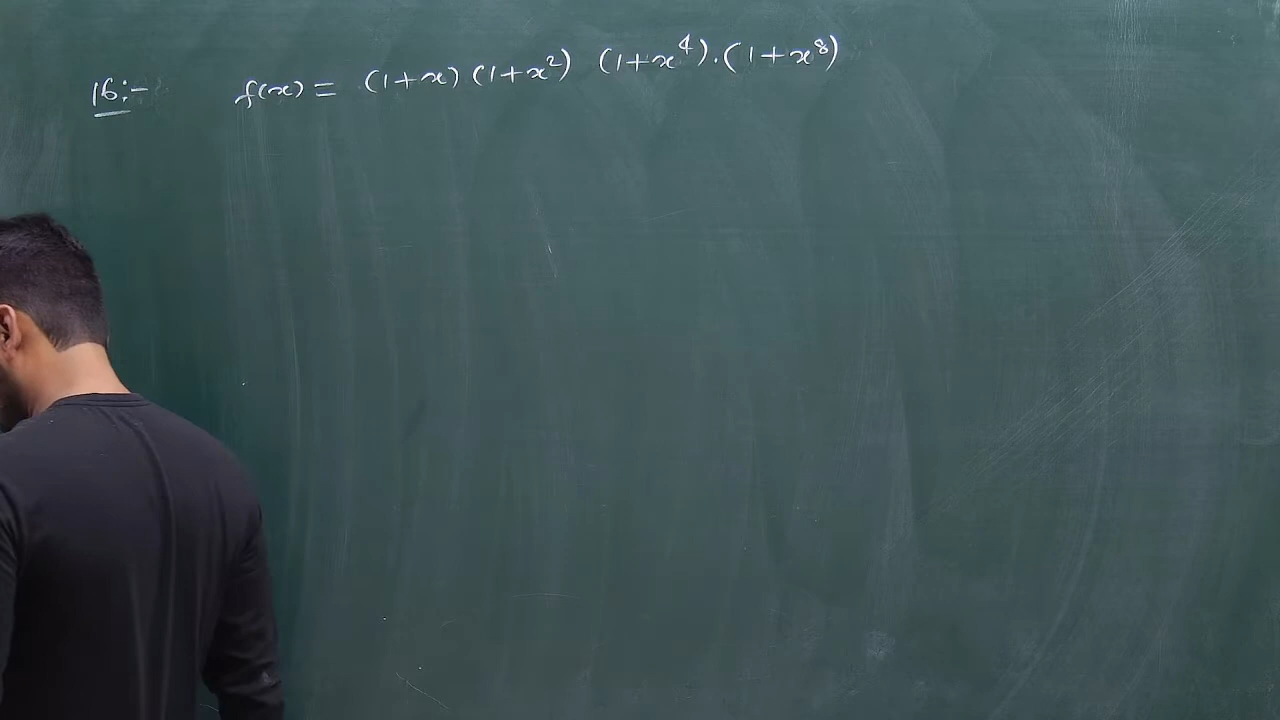 16:- f(x) = (1+x) (1+x²) (1+x⁴).(1+x⁸)